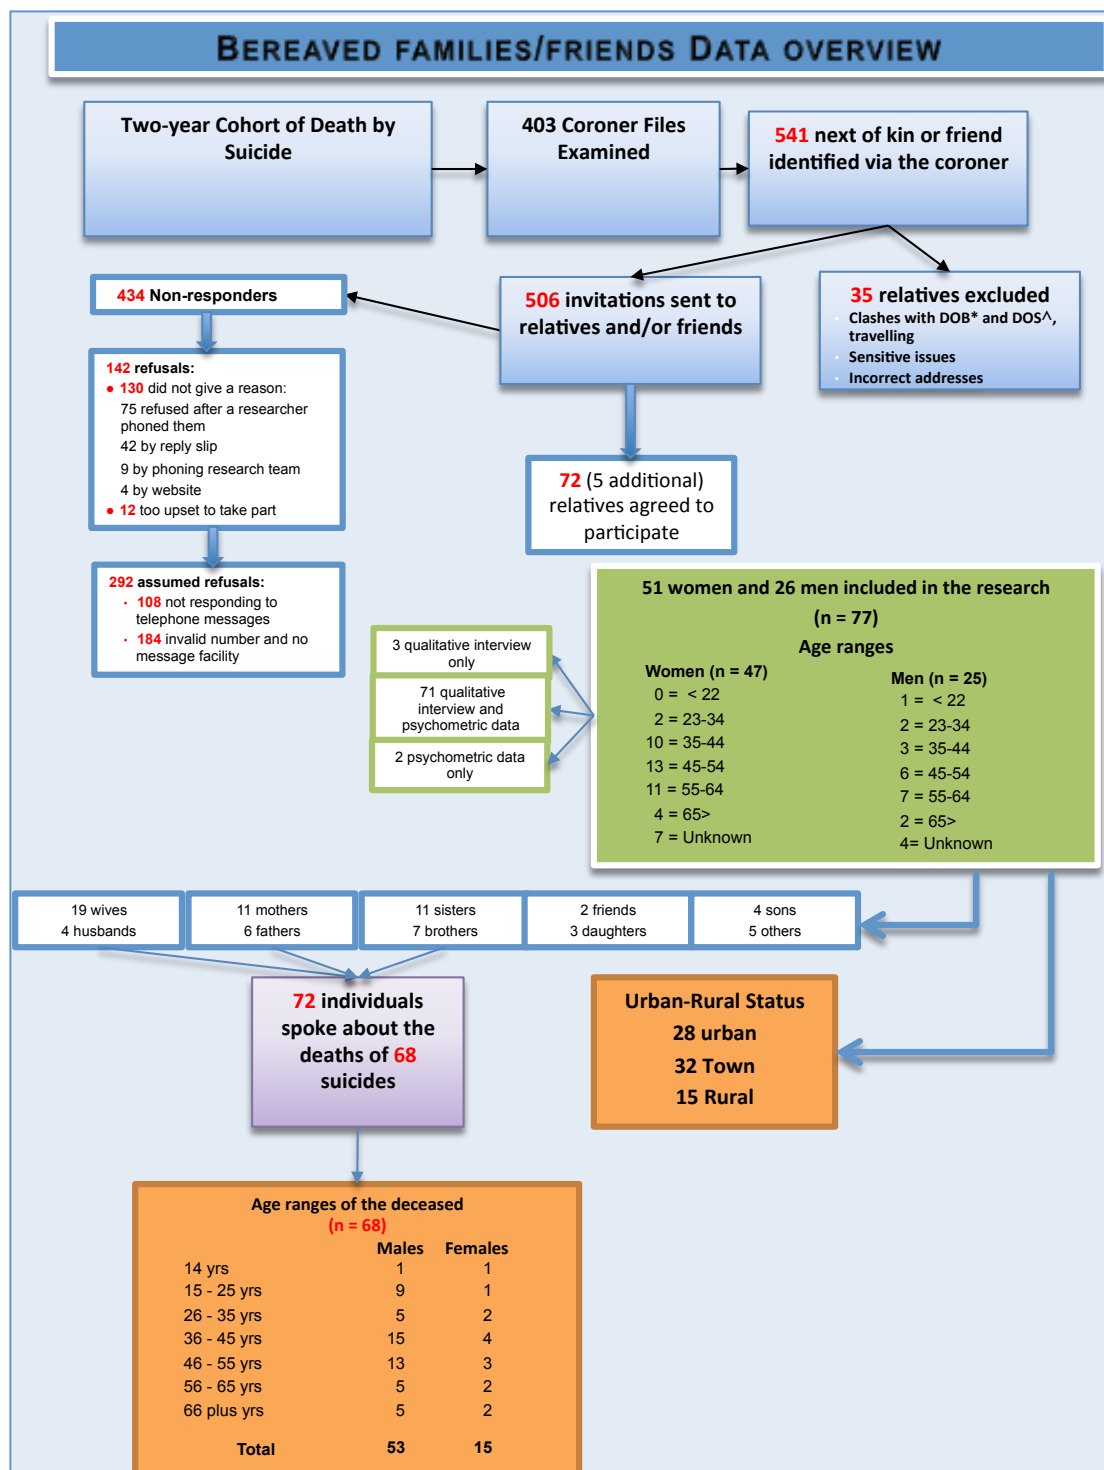 BEREAVED FAMILIES/FRIENDS DATA OVERVIEW
Two-year Cohort of Death by
Suicide
403 Coroner Files
Examined
541 next of kin or friend
identified via the coroner
434 Non-responders
506 invitations sent to
relatives and/or friends
35 relatives excluded
· Clashes with DOB* and DOS^,
travelling
· Sensitive issues
· Incorrect addresses
142 refusals:
● 130 did not give a reason:
75 refused after a researcher
phoned them
42 by reply slip
9 by phoning research team
4 by website
● 12 too upset to take part
72 (5 additional)
relatives agreed to
participate
292 assumed refusals:
· 108 not responding to
telephone messages
· 184 invalid number and no
message facility
51 women and 26 men included in the research
(n = 77)
Age ranges
Women (n = 47)
0 = < 22
2 = 23-34
10 = 35-44
13 = 45-54
11 = 55-64
4 = 65>
7 = Unknown
Men (n = 25)
1 = < 22
2 = 23-34
3 = 35-44
6 = 45-54
7 = 55-64
2 = 65>
4= Unknown
3 qualitative interview
only
71 qualitative
interview and
psychometric data
2 psychometric data
only
19 wives
4 husbands
11 mothers
6 fathers
11 sisters
7 brothers
2 friends
3 daughters
4 sons
5 others
72 individuals
spoke about the
deaths of 68
suicides
Urban-Rural Status
28 urban
32 Town
15 Rural
Age ranges of the deceased
(n = 68)
Males Females
14 yrs 1 1
15 - 25 yrs 9 1
26 - 35 yrs 5 2
36 - 45 yrs 15 4
46 - 55 yrs 13 3
56 - 65 yrs 5 2
66 plus yrs 5 2
Total 53 15